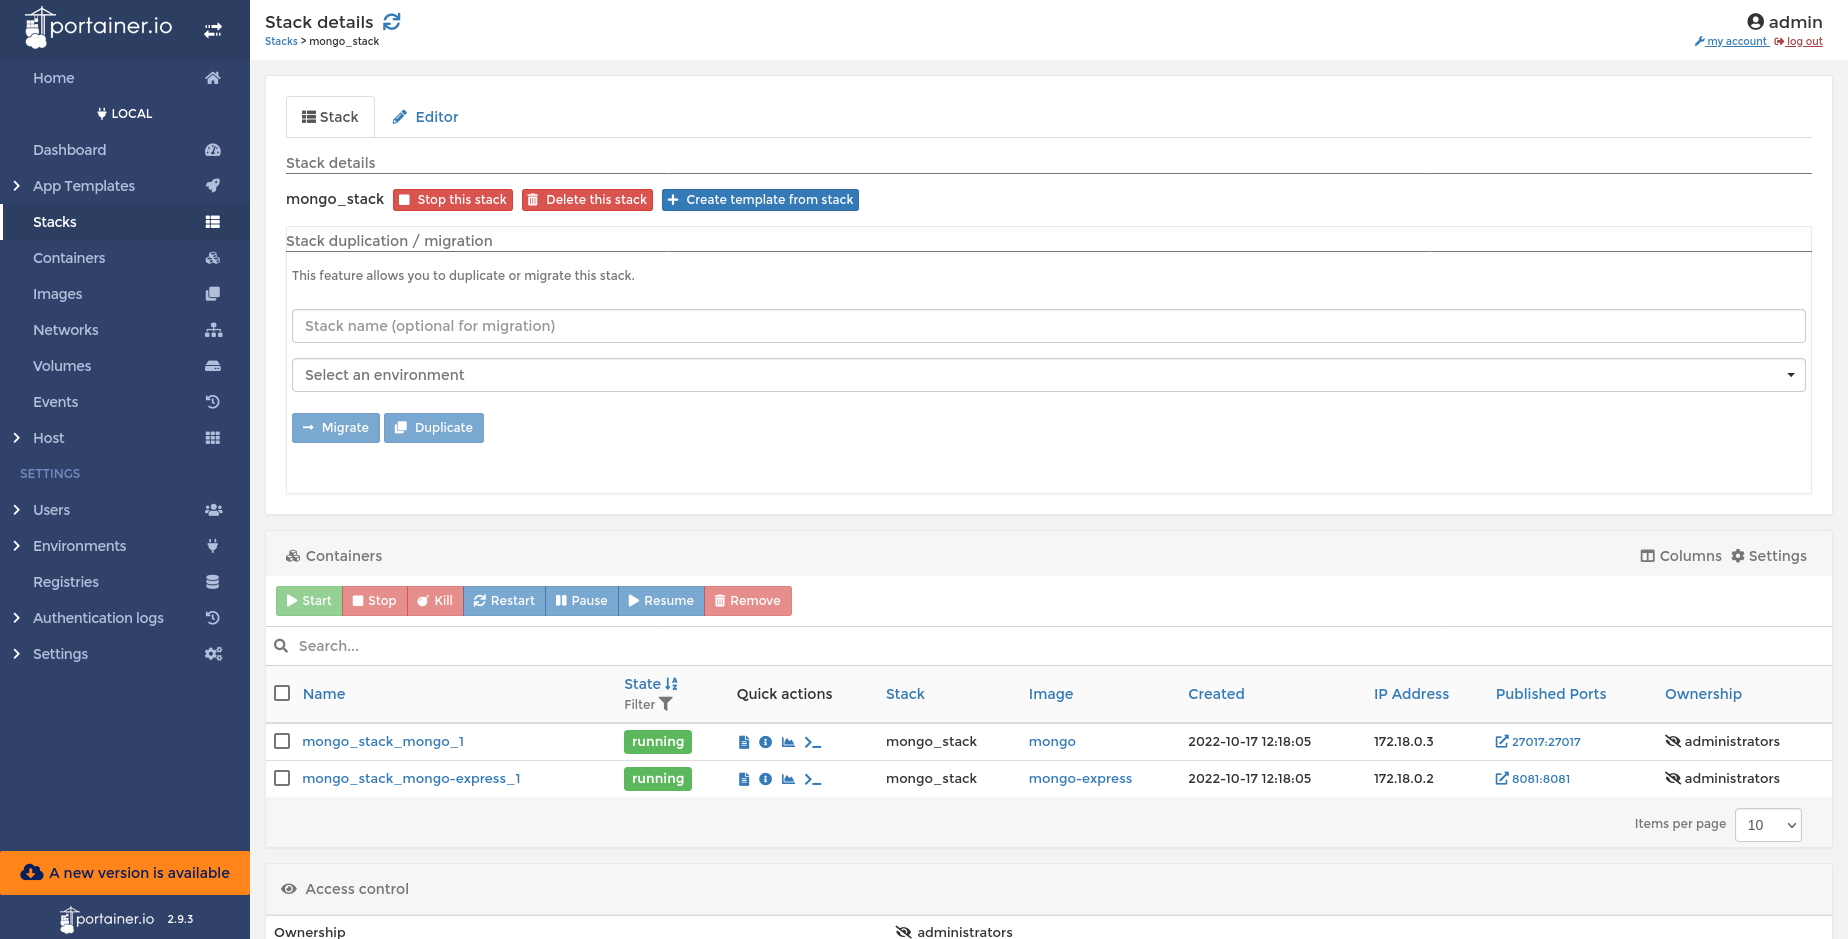 portainer.io
Home
LOCAL
Dashboard
App Templates
Stacks
Containers
Images
Networks
Volumes
Events
Host
SETTINGS
Users
Environments
Registries
Authentication logs
Settings
A new version is available
portainer.io 2.9.3
Stack details
Stacks > mongo_stack
admin
my account log out
Stack Editor
Stack details
mongo_stack Stop this stack Delete this stack Create template from stack
Stack duplication / migration
This feature allows you to duplicate or migrate this stack.
Stack name (optional for migration)
Select an environment
Migrate Duplicate
Containers Columns Settings
Start Stop Kill Restart Pause Resume Remove
Search...
Name State Filter Quick actions Stack Image Created IP Address Published Ports Ownership
mongo_stack_mongo_1 running mongo_stack mongo 2022-10-17 12:18:05 172.18.0.3 27017:27017 administrators
mongo_stack_mongo-express_1 running mongo_stack mongo-express 2022-10-17 12:18:05 172.18.0.2 8081:8081 administrators
Items per page 10
Access control
Ownership administrators